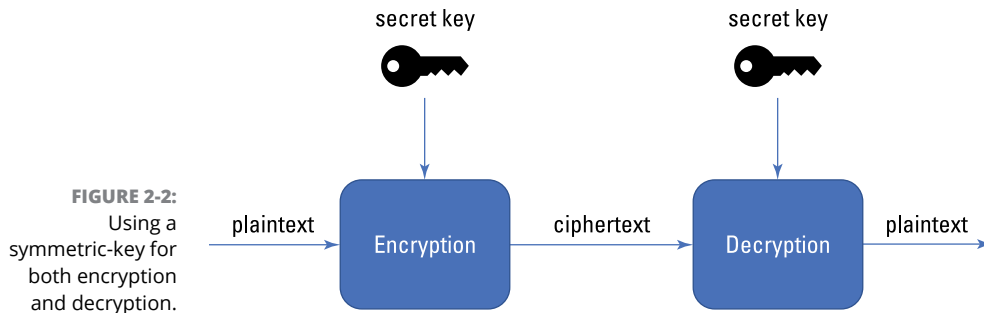 secret key
secret key
FIGURE 2-2:
Using a
symmetric-key for
both encryption
and decryption.
plaintext
Encryption
ciphertext
Decryption
plaintext